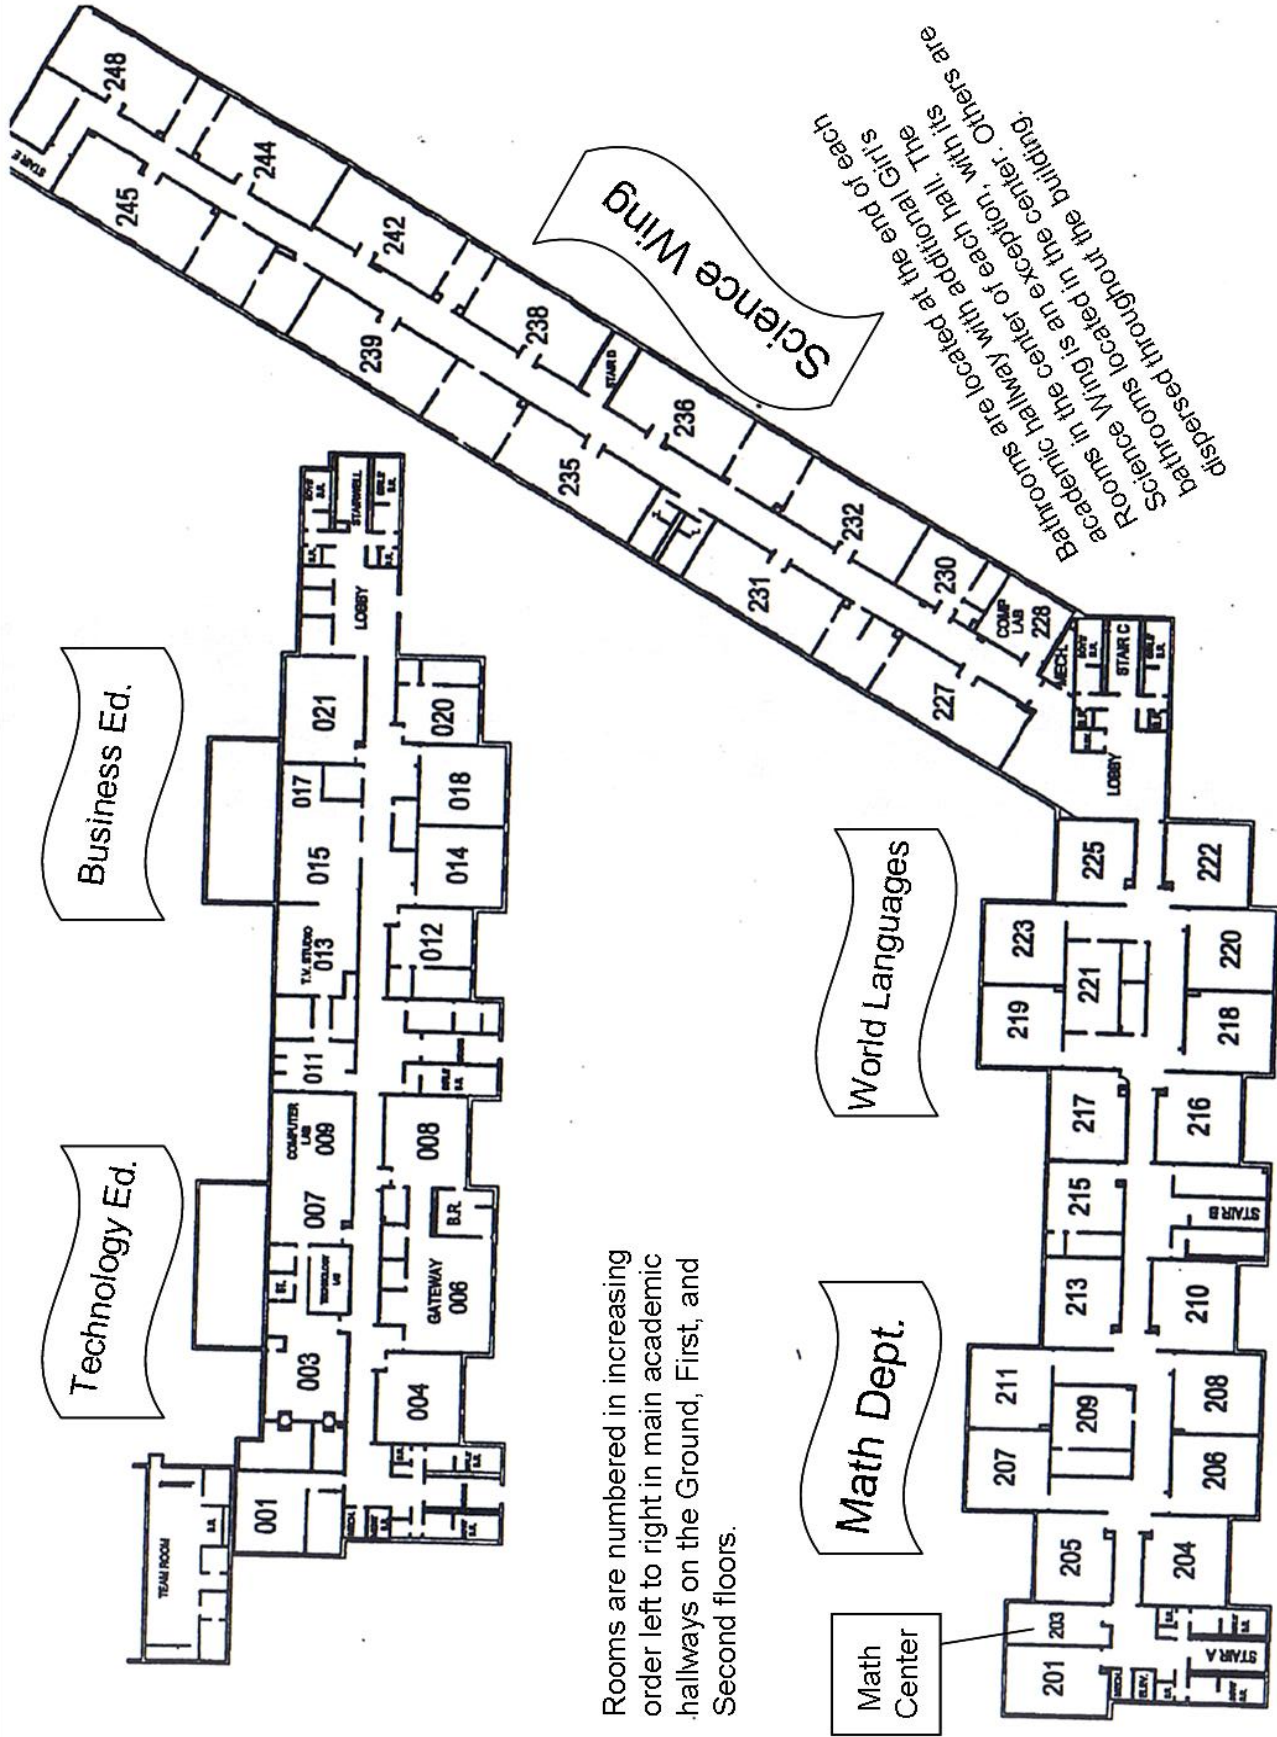 Technology Ed.
Business Ed.
TEAM ROOM
001
003
007
COMPUTER
LAB
009
011
T.V. STUDIO
013
015
017
021
LOBBY
STAIRWELL
B.R.
004
GATEWAY
006
B.R.
008
012
014
018
020
Rooms are numbered in increasing
order left to right in main academic
hallways on the Ground, First, and
Second floors.
Math
Center
Math Dept.
World Languages
Science Wing
201
203
205
207
209
211
213
215
217
219
221
223
225
MECH.
ELEV.
STAIR A
204
206
208
210
STAIR B
216
218
220
222
LOBBY
STAIR C
MECH.
COMP
LAB
228
227
230
231
232
235
236
STAIR D
238
239
242
244
245
248
STAIR E
Bathrooms are located at the end of each
academic hallway with additional Girl's
Rooms in the center of each hall. The
Science Wing is an exception, with its
bathrooms located in the center. Others are
dispersed throughout the building.